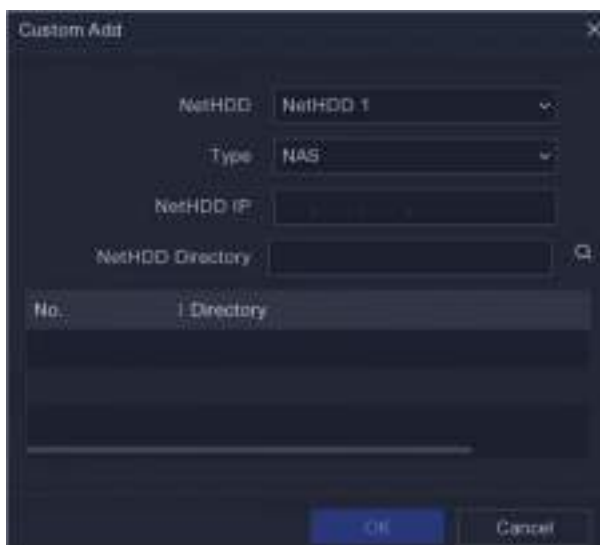 Custom Add
NetHDD NetHDD 1
Type NAS
NetHDD IP
NetHDD Directory
No. Directory
OK Cancel